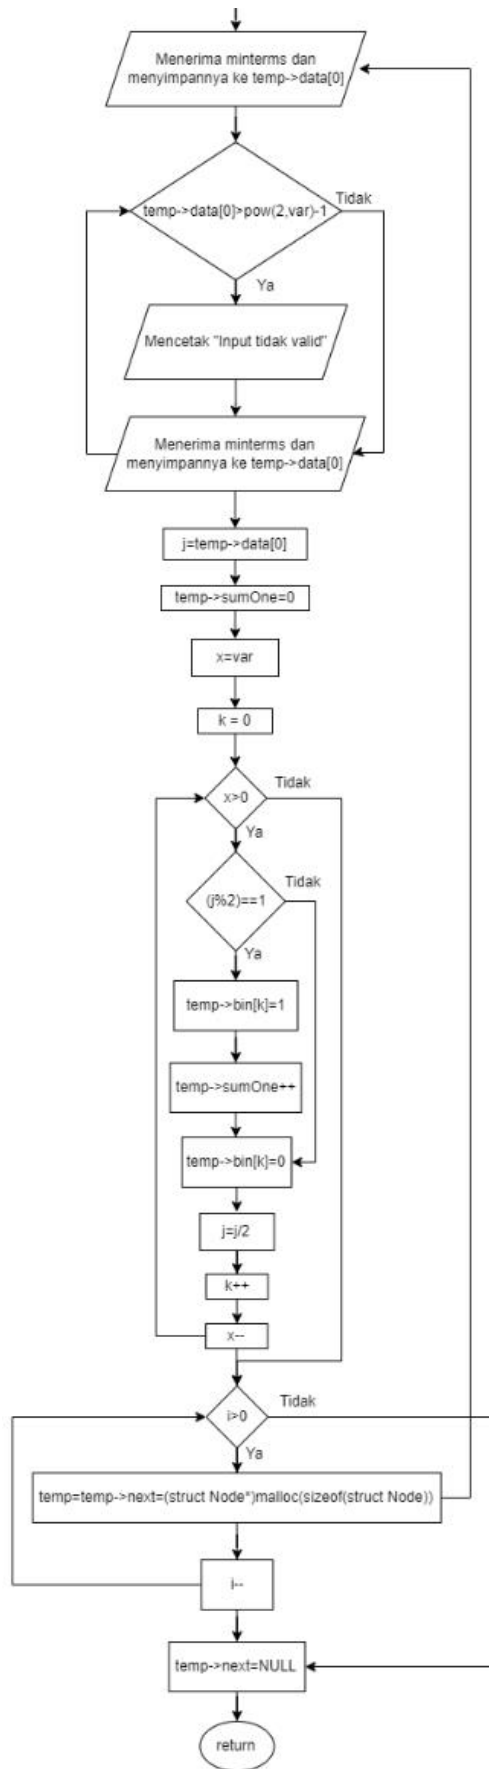 Menerima minterms dan
menyimpannya ke temp->data[0]
temp->data[0]>pow(2,var)-1
Tidak
Ya
Mencetak "Input tidak valid"
Menerima minterms dan
menyimpannya ke temp->data[0]
j=temp->data[0]
temp->sumOne=0
x=var
k = 0
x>0
Tidak
Ya
(j%2)==1
Tidak
Ya
temp->bin[k]=1
temp->sumOne++
temp->bin[k]=0
j=j/2
k++
x--
i>0
Tidak
Ya
temp=temp->next=(struct Node*)malloc(sizeof(struct Node))
i--
temp->next=NULL
return